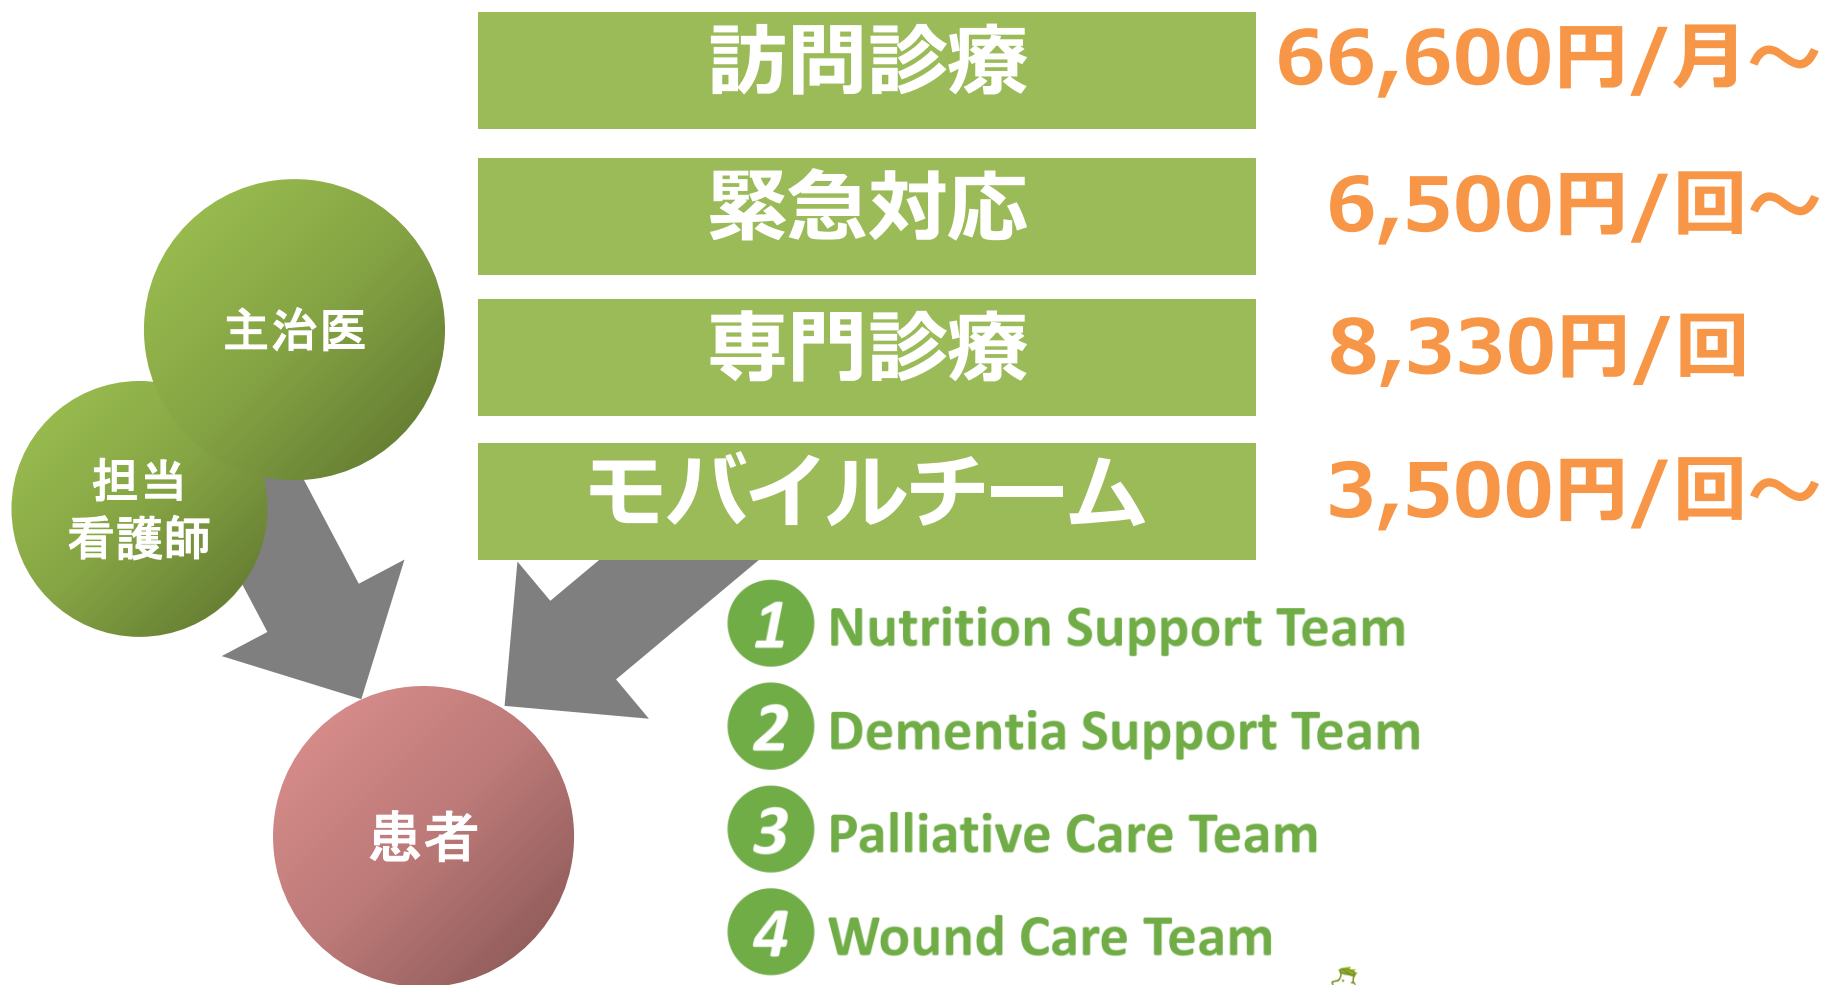 訪問診療 66,600円/月～
緊急対応 6,500円/回～
専門診療 8,330円/回
モバイルチーム 3,500円/回～
主治医
担当
看護師
患者
1 Nutrition Support Team
2 Dementia Support Team
3 Palliative Care Team
4 Wound Care Team